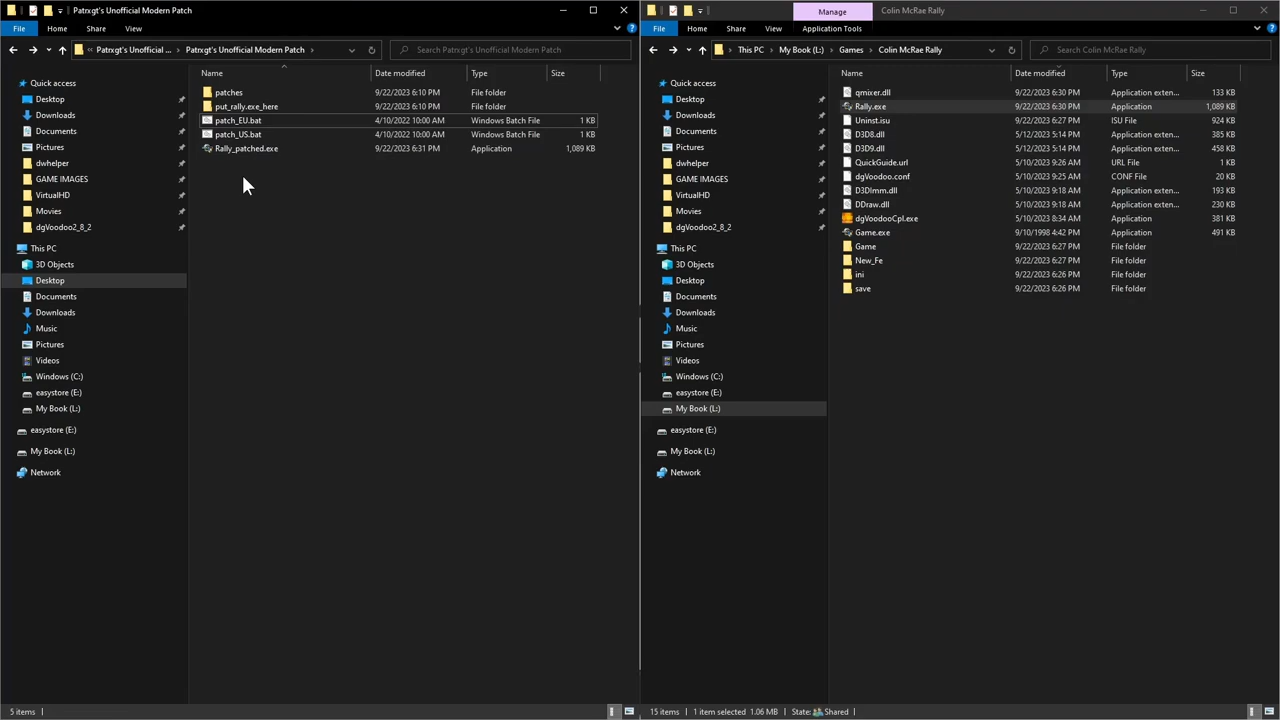 Patrxgt's Unofficial Modern Patch
File Home Share View
« Patrxgt's Unofficial ... > Patrxgt's Unofficial Modern Patch >
Search Patrxgt's Unofficial Modern Patch
Name Date modified Type Size
Quick access
Desktop
Downloads
Documents
Pictures
dwhelper
GAME IMAGES
VirtualHD
Movies
dgVoodoo2_8_2
This PC
3D Objects
Desktop
Documents
Downloads
Music
Pictures
Videos
Windows (C:)
easystore (E:)
My Book (L:)
easystore (E:)
My Book (L:)
Network
patches 9/22/2023 6:10 PM File folder
put_rally.exe_here 9/22/2023 6:10 PM File folder
patch_EU.bat 4/10/2022 10:00 AM Windows Batch File 1 KB
patch_US.bat 4/10/2022 10:00 AM Windows Batch File 1 KB
Rally_patched.exe 9/22/2023 6:31 PM Application 1,089 KB
5 items
Manage Colin McRae Rally
File Home Share View Application Tools
> This PC > My Book (L:) > Games > Colin McRae Rally
Search Colin McRae Rally
Name Date modified Type Size
Quick access
Desktop
Downloads
Documents
Pictures
dwhelper
GAME IMAGES
VirtualHD
Movies
dgVoodoo2_8_2
This PC
3D Objects
Desktop
Documents
Downloads
Music
Pictures
Videos
Windows (C:)
easystore (E:)
My Book (L:)
easystore (E:)
My Book (L:)
Network
qmixer.dll 9/22/2023 6:30 PM Application exten... 133 KB
Rally.exe 9/22/2023 6:30 PM Application 1,089 KB
Uninst.isu 9/22/2023 6:27 PM ISU File 924 KB
D3D8.dll 5/12/2023 5:14 PM Application exten... 385 KB
D3D9.dll 5/12/2023 5:14 PM Application exten... 458 KB
QuickGuide.url 5/10/2023 9:26 AM URL File 1 KB
dgVoodoo.conf 5/10/2023 9:25 AM CONF File 20 KB
D3DImm.dll 5/10/2023 9:18 AM Application exten... 193 KB
DDraw.dll 5/10/2023 9:18 AM Application exten... 230 KB
dgVoodooCpl.exe 5/10/2023 8:34 AM Application 381 KB
Game.exe 9/10/1998 4:42 PM Application 491 KB
Game 9/22/2023 6:27 PM File folder
New_Fe 9/22/2023 6:27 PM File folder
ini 9/22/2023 6:26 PM File folder
save 9/22/2023 6:26 PM File folder
15 items 1 item selected 1.06 MB State: Shared